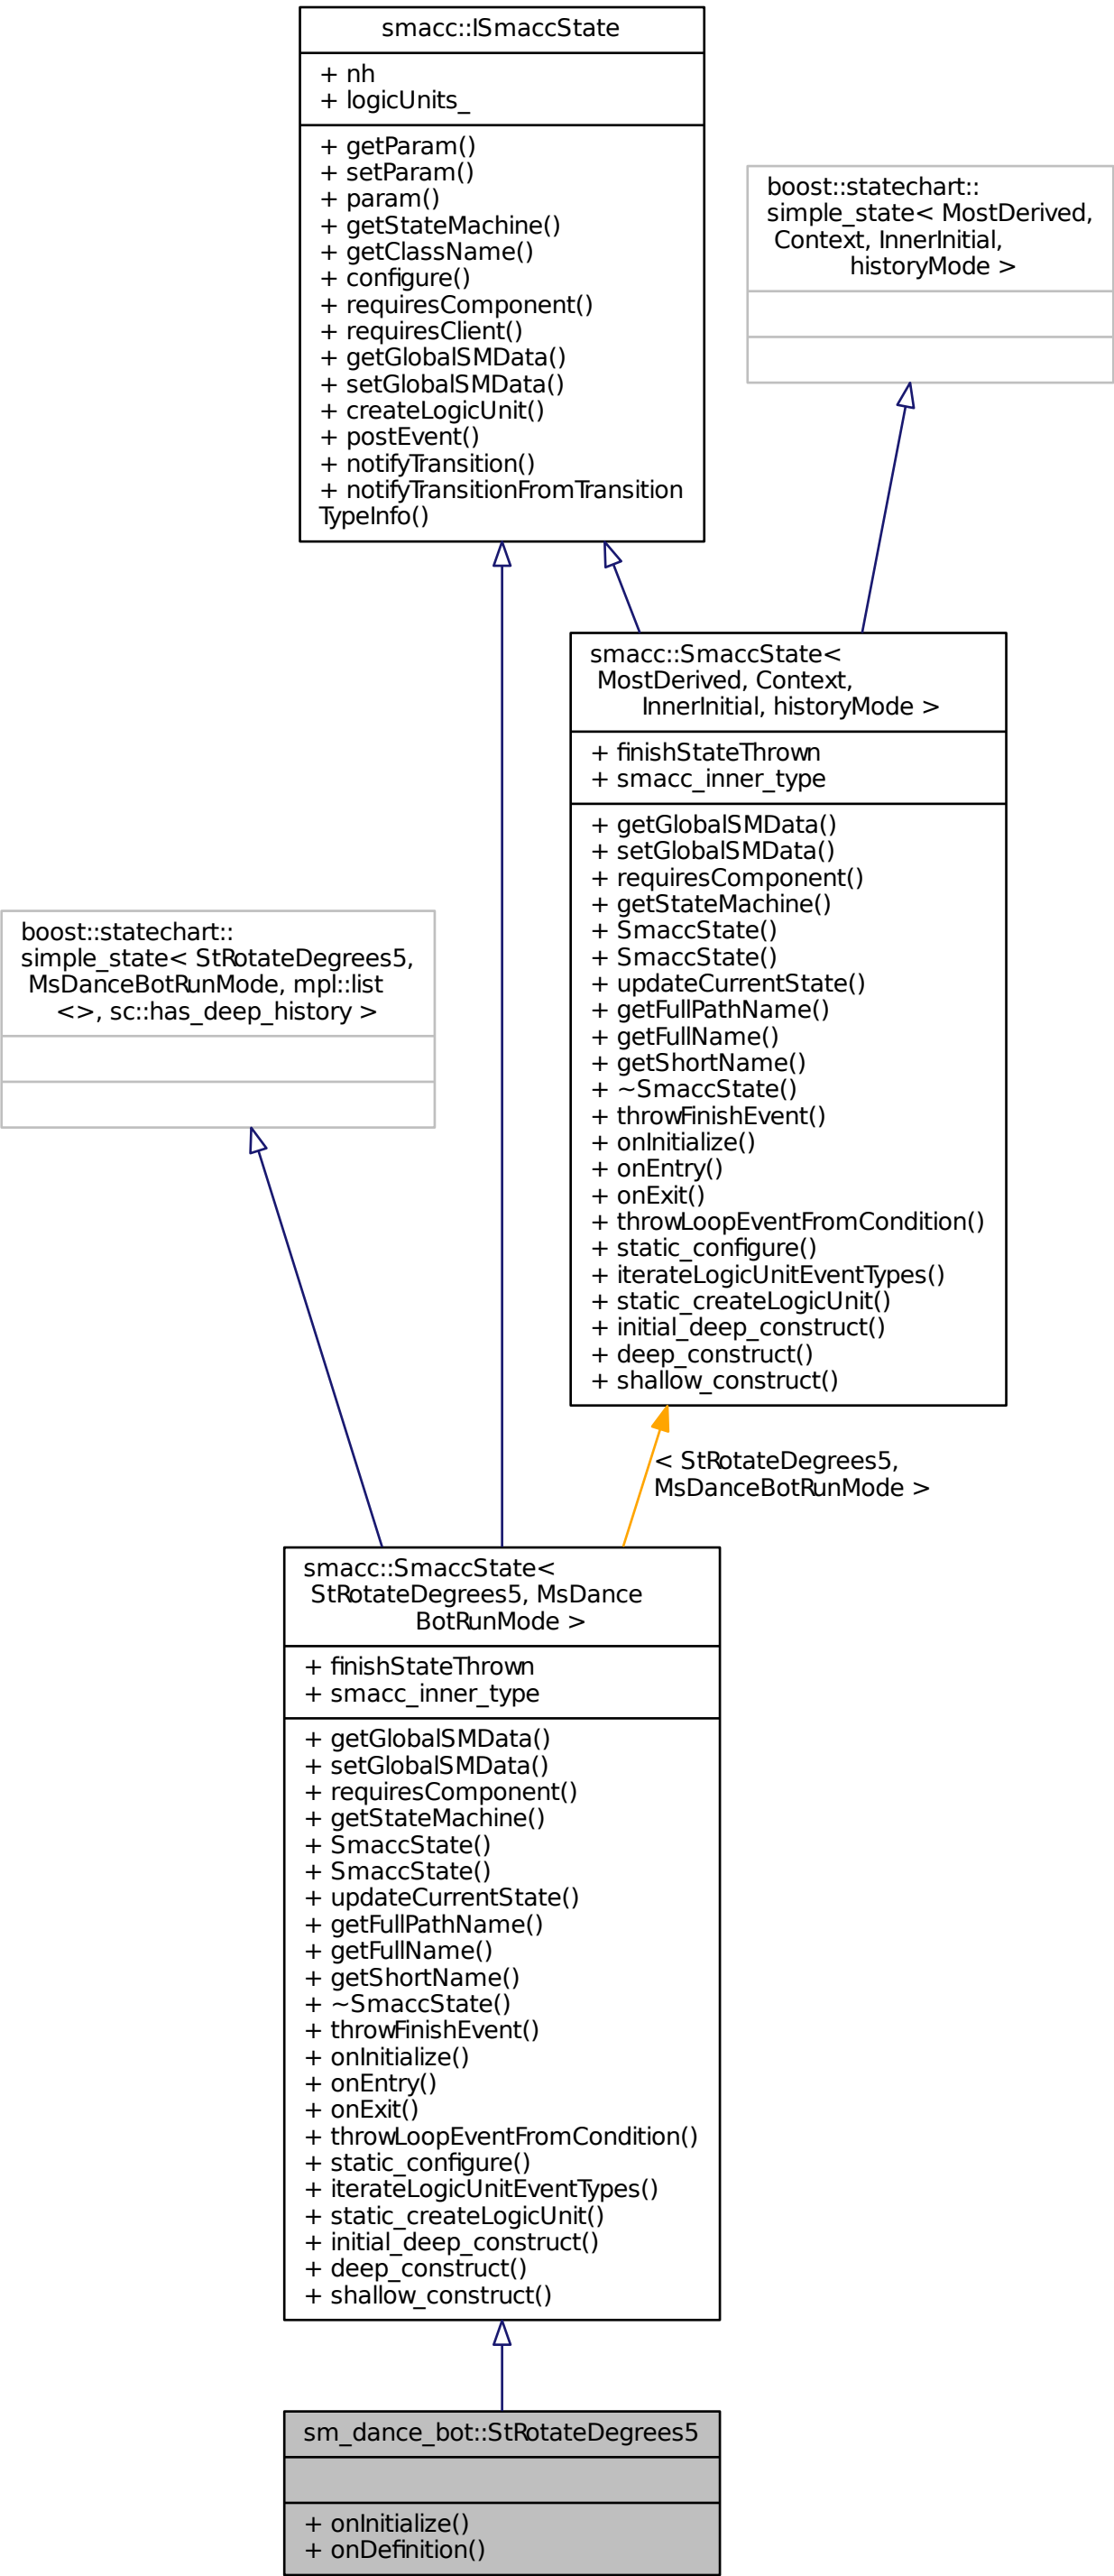 smacc::ISmaccState
+ nh
+ logicUnits_
+ getParam()
+ setParam()
+ param()
+ getStateMachine()
+ getClassName()
+ configure()
+ requiresComponent()
+ requiresClient()
+ getGlobalSMData()
+ setGlobalSMData()
+ createLogicUnit()
+ postEvent()
+ notifyTransition()
+ notifyTransitionFromTransition
TypeInfo()
boost::statechart::
simple_state< MostDerived,
Context, InnerInitial,
historyMode >
smacc::SmaccState<
MostDerived, Context,
InnerInitial, historyMode >
+ finishStateThrown
+ smacc_inner_type
+ getGlobalSMData()
+ setGlobalSMData()
+ requiresComponent()
+ getStateMachine()
+ SmaccState()
+ SmaccState()
+ updateCurrentState()
+ getFullPathName()
+ getFullName()
+ getShortName()
+ ~SmaccState()
+ throwFinishEvent()
+ onInitialize()
+ onEntry()
+ onExit()
+ throwLoopEventFromCondition()
+ static_configure()
+ iterateLogicUnitEventTypes()
+ static_createLogicUnit()
+ initial_deep_construct()
+ deep_construct()
+ shallow_construct()
boost::statechart::
simple_state< StRotateDegrees5,
MsDanceBotRunMode, mpl::list
<>, sc::has_deep_history >
< StRotateDegrees5,
MsDanceBotRunMode >
smacc::SmaccState<
StRotateDegrees5, MsDance
BotRunMode >
+ finishStateThrown
+ smacc_inner_type
+ getGlobalSMData()
+ setGlobalSMData()
+ requiresComponent()
+ getStateMachine()
+ SmaccState()
+ SmaccState()
+ updateCurrentState()
+ getFullPathName()
+ getFullName()
+ getShortName()
+ ~SmaccState()
+ throwFinishEvent()
+ onInitialize()
+ onEntry()
+ onExit()
+ throwLoopEventFromCondition()
+ static_configure()
+ iterateLogicUnitEventTypes()
+ static_createLogicUnit()
+ initial_deep_construct()
+ deep_construct()
+ shallow_construct()
sm_dance_bot::StRotateDegrees5
+ onInitialize()
+ onDefinition()